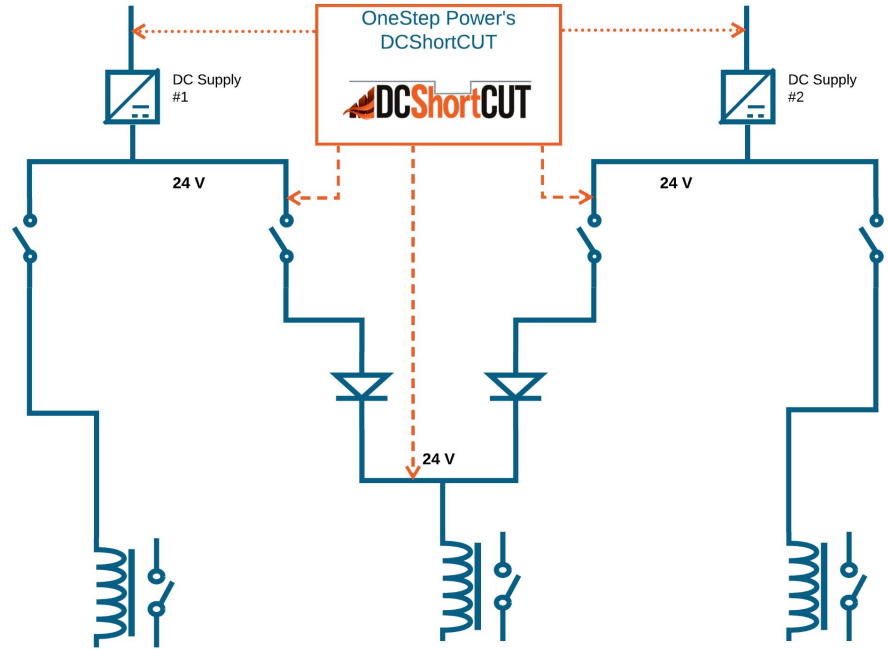 OneStep Power's
DCShortCUT
DCShortCUT
DC Supply
#1
DC Supply
#2
24 V
24 V
24 V